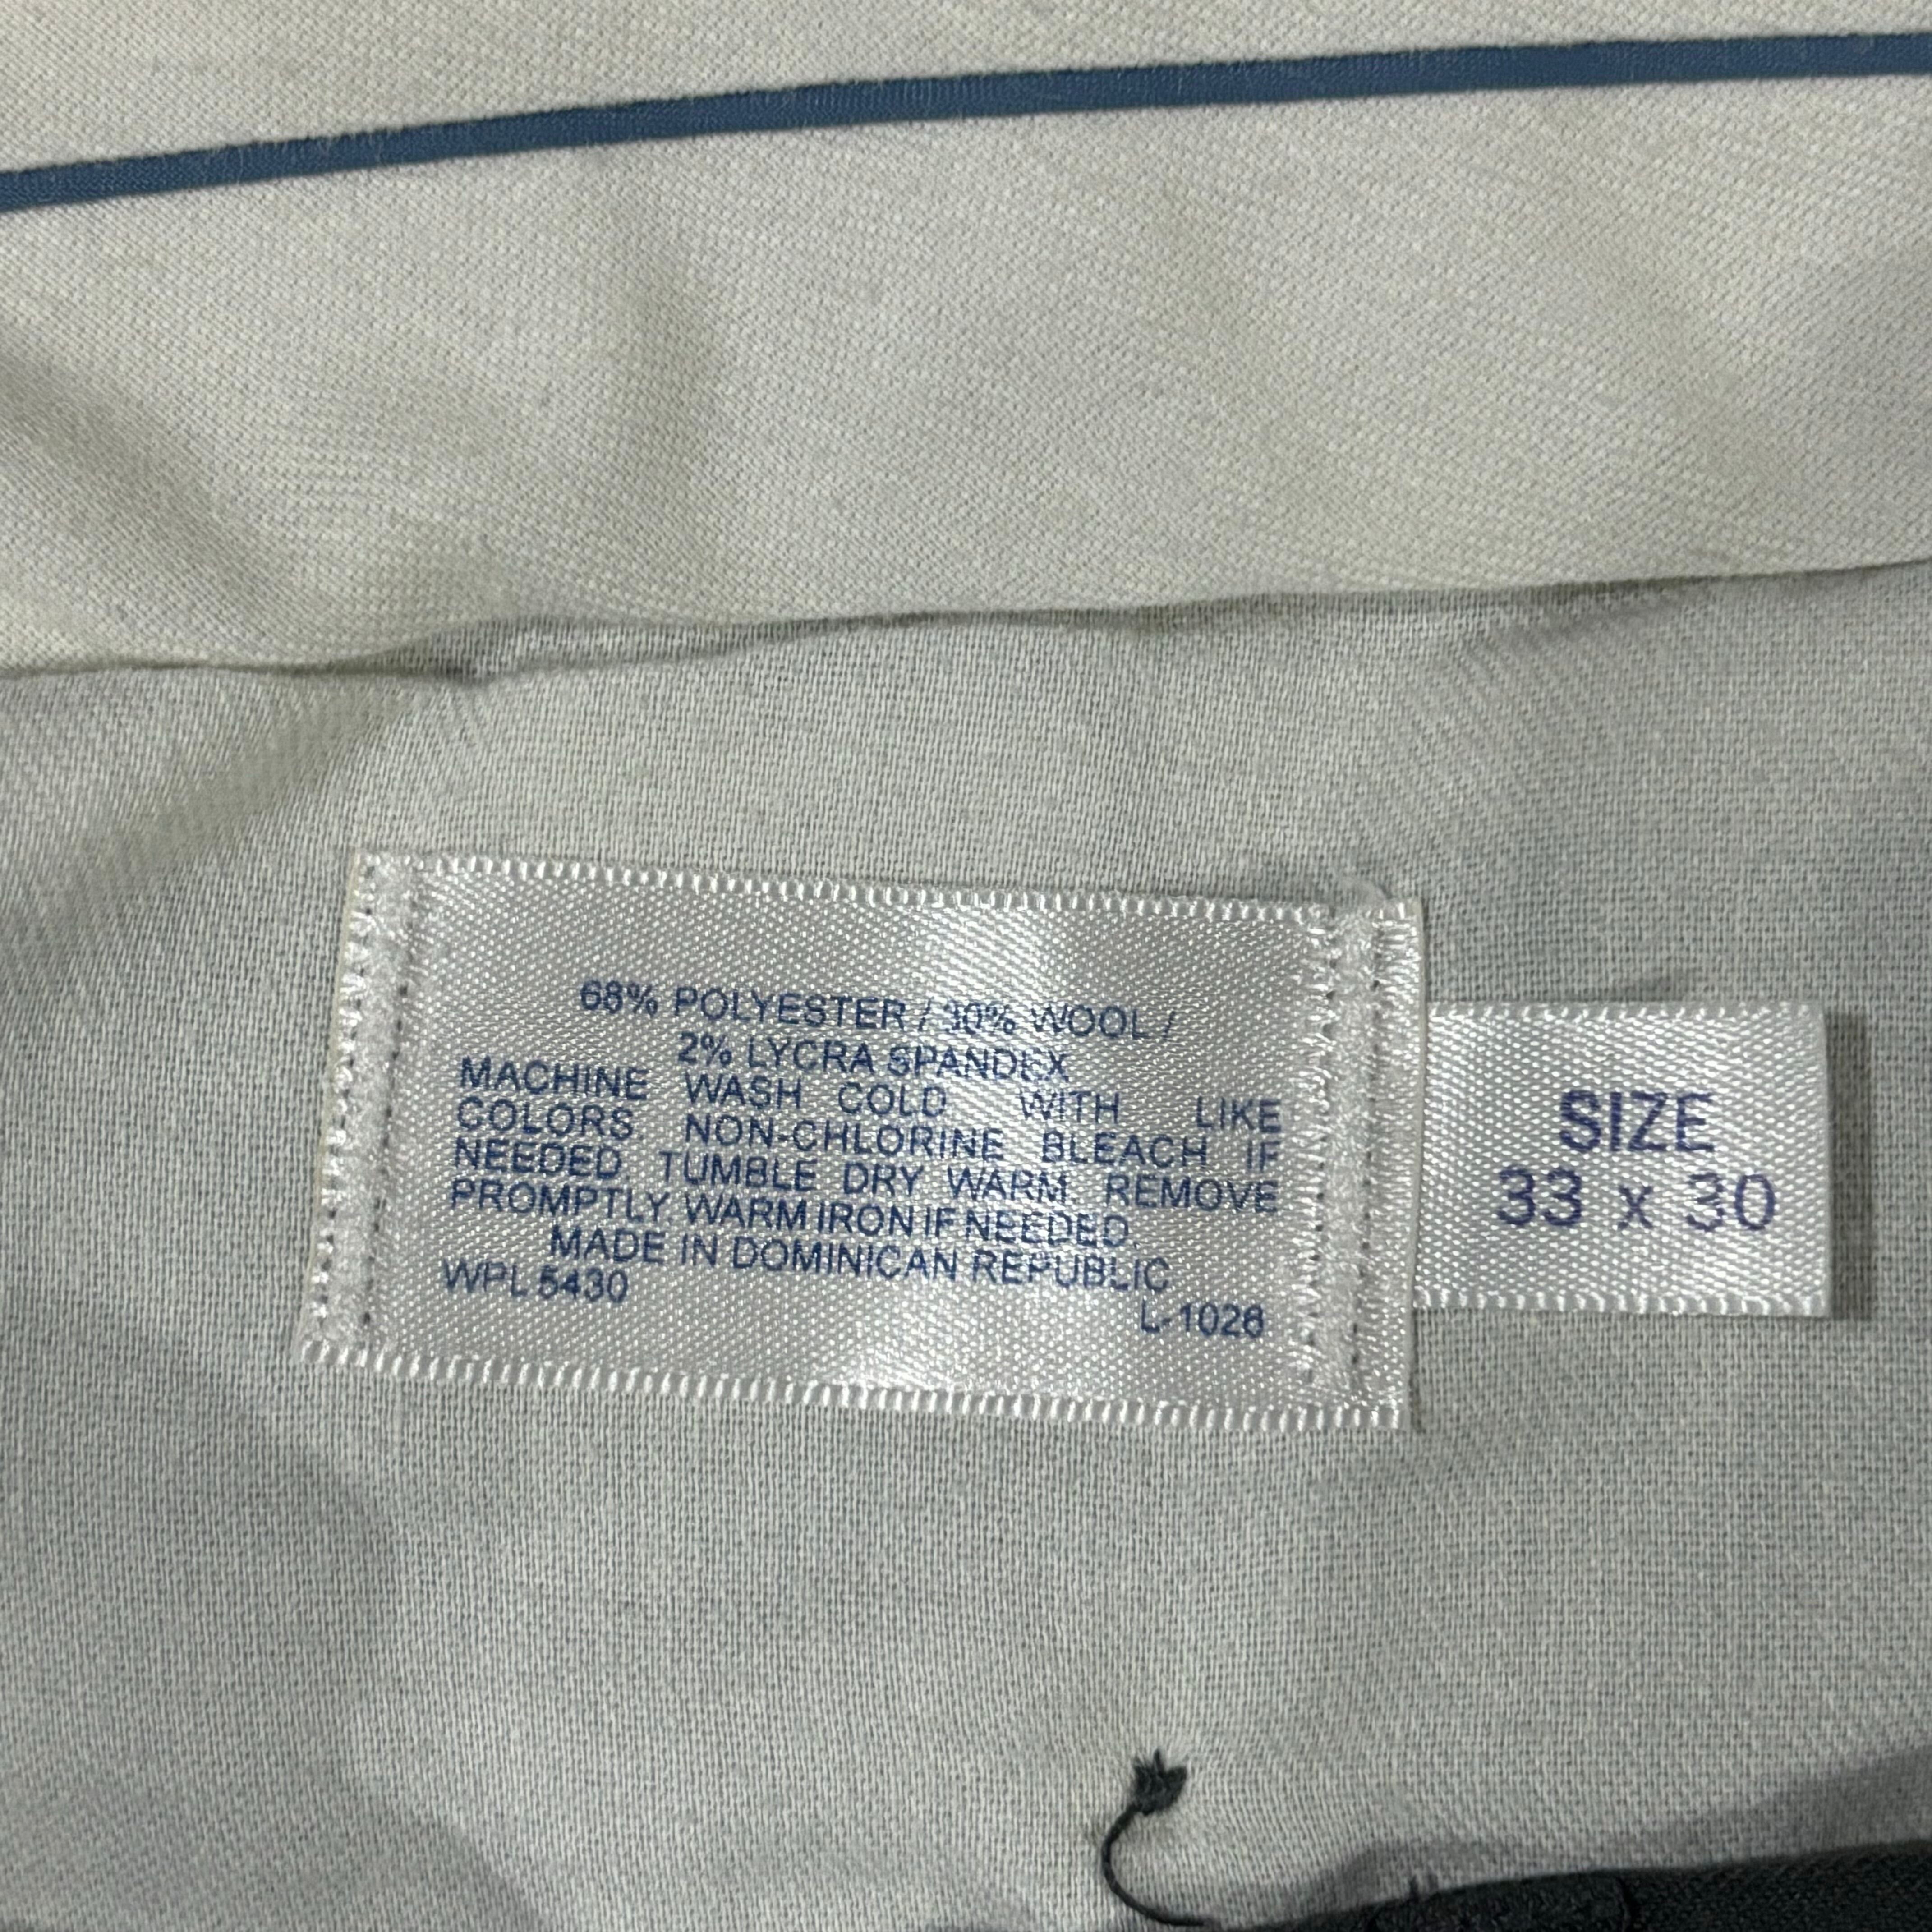 68% POLYESTER / 30% WOOL /
2% LYCRA SPANDEX
MACHINE WASH COLD WITH LIKE
COLORS. NON-CHLORINE BLEACH IF
NEEDED. TUMBLE DRY WARM. REMOVE
PROMPTLY. WARM IRON IF NEEDED.
MADE IN DOMINICAN REPUBLIC
WPL 5430
L-1026
SIZE
33 x 30